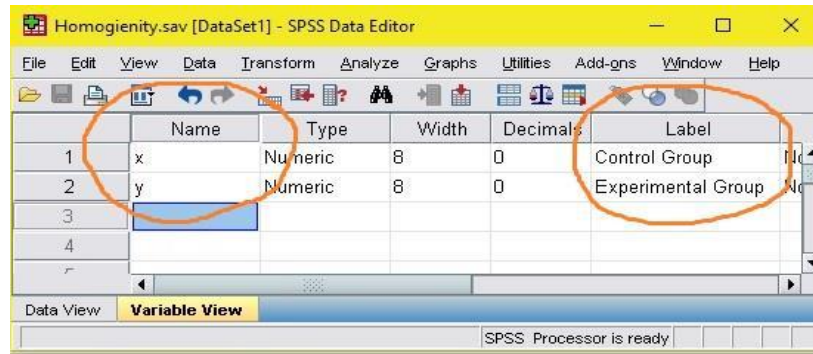 Homogienity.sav [DataSet1] - SPSS Data Editor
File Edit View Data Transform Analyze Graphs Utilities Add-ons Window Help
Name Type Width Decimals Label
1 x Numeric 8 0 Control Group
2 y Numeric 8 0 Experimental Group
3
4
Data View Variable View
SPSS Processor is ready